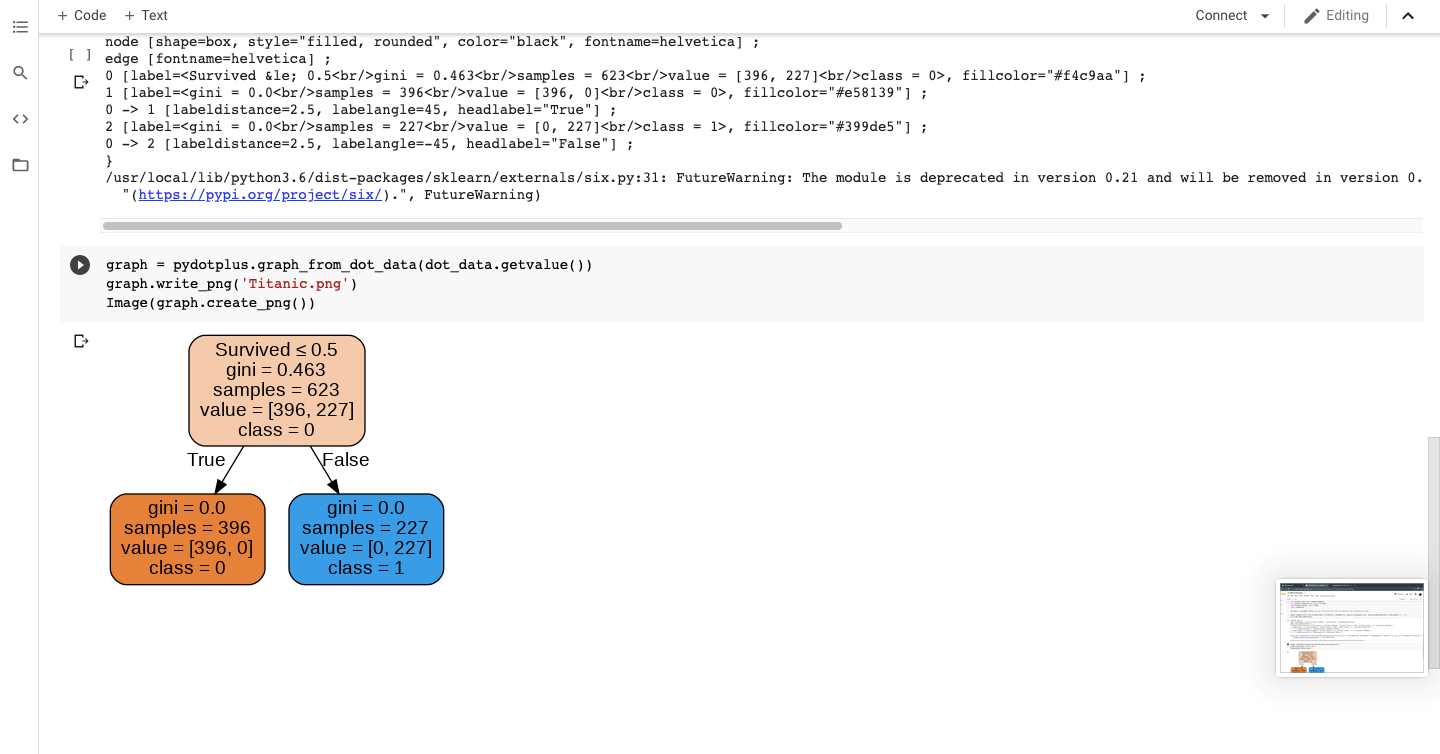 + Code + Text Connect Editing
node [shape=box, style="filled, rounded", color="black", fontname=helvetica] ;
[ ] edge [fontname=helvetica] ;
0 [label=<Survived &le; 0.5<br/>gini = 0.463<br/>samples = 623<br/>value = [396, 227]<br/>class = 0>, fillcolor="#f4c9aa"] ;
1 [label=<gini = 0.0<br/>samples = 396<br/>value = [396, 0]<br/>class = 0>, fillcolor="#e58139"] ;
0 -> 1 [labeldistance=2.5, labelangle=45, headlabel="True"] ;
2 [label=<gini = 0.0<br/>samples = 227<br/>value = [0, 227]<br/>class = 1>, fillcolor="#399de5"] ;
0 -> 2 [labeldistance=2.5, labelangle=-45, headlabel="False"] ;
}
/usr/local/lib/python3.6/dist-packages/sklearn/externals/six.py:31: FutureWarning: The module is deprecated in version 0.21 and will be removed in version 0.
"(https://pypi.org/project/six/).", FutureWarning)
graph = pydotplus.graph_from_dot_data(dot_data.getvalue())
graph.write_png('Titanic.png')
Image(graph.create_png())
Survived ≤ 0.5
gini = 0.463
samples = 623
value = [396, 227]
class = 0
True
False
gini = 0.0
samples = 396
value = [396, 0]
class = 0
gini = 0.0
samples = 227
value = [0, 227]
class = 1